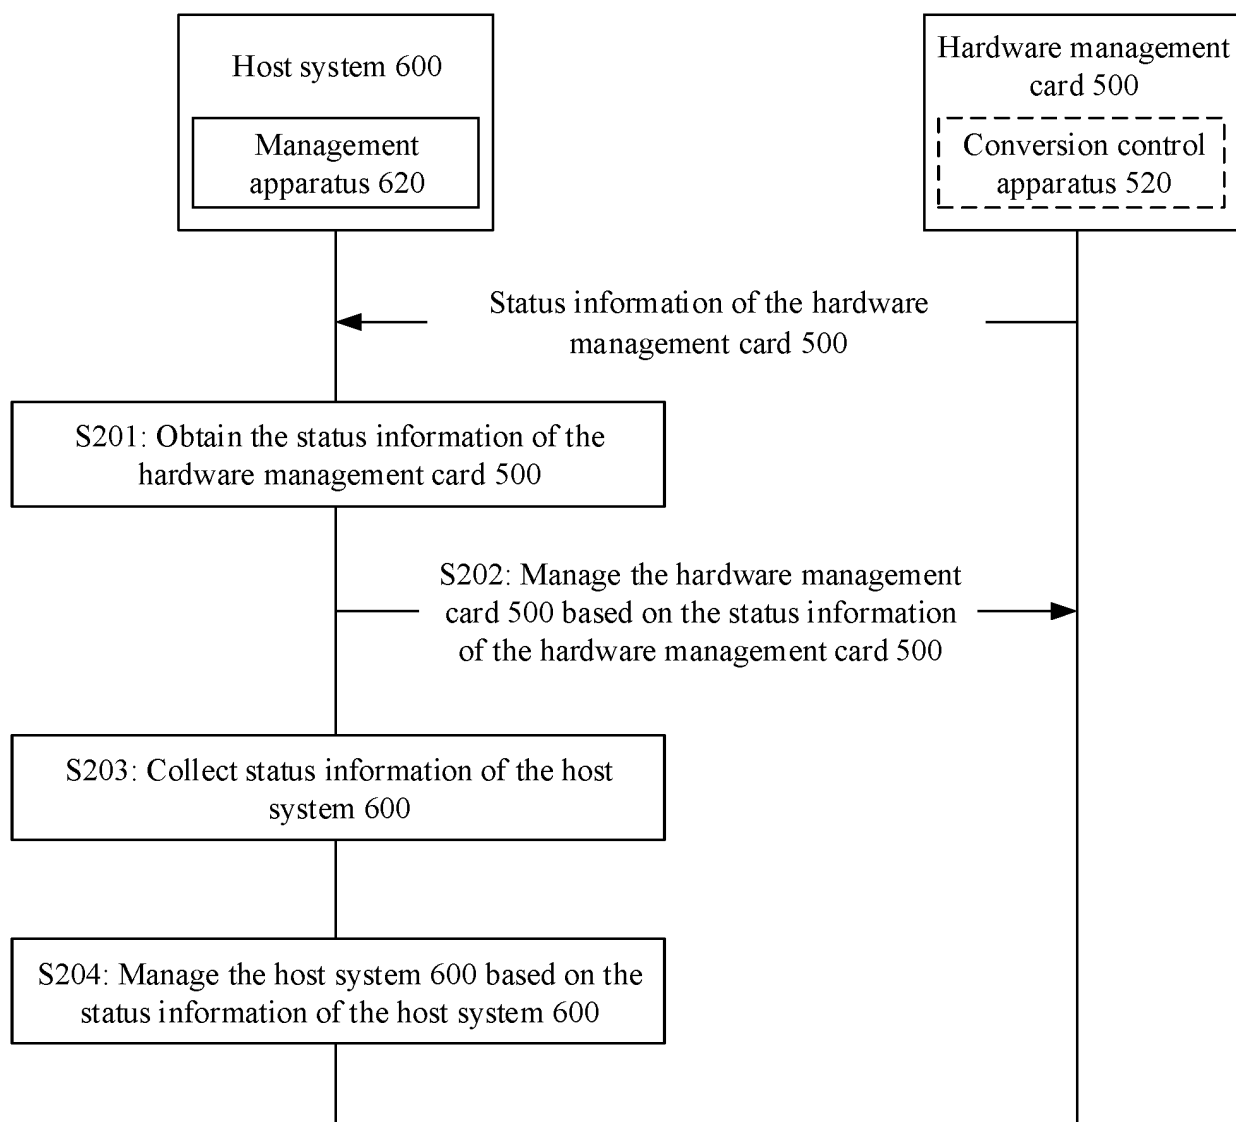 Host system 600
Management
apparatus 620
Hardware management
card 500
Conversion control
apparatus 520
Status information of the hardware
management card 500
S201: Obtain the status information of the
hardware management card 500
S202: Manage the hardware management
card 500 based on the status information
of the hardware management card 500
S203: Collect status information of the host
system 600
S204: Manage the host system 600 based on the
status information of the host system 600